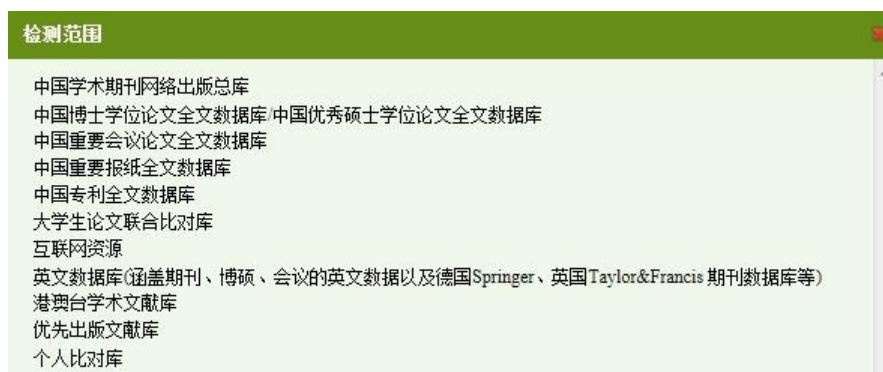 检测范围
中国学术期刊网络出版总库
中国博士学位论文全文数据库/中国优秀硕士学位论文全文数据库
中国重要会议论文全文数据库
中国重要报纸全文数据库
中国专利全文数据库
大学生论文联合比对库
互联网资源
英文数据库(涵盖期刊、博硕、会议的英文数据以及德国Springer、英国Taylor&Francis 期刊数据库等)
港澳台学术文献库
优先出版文献库
个人比对库